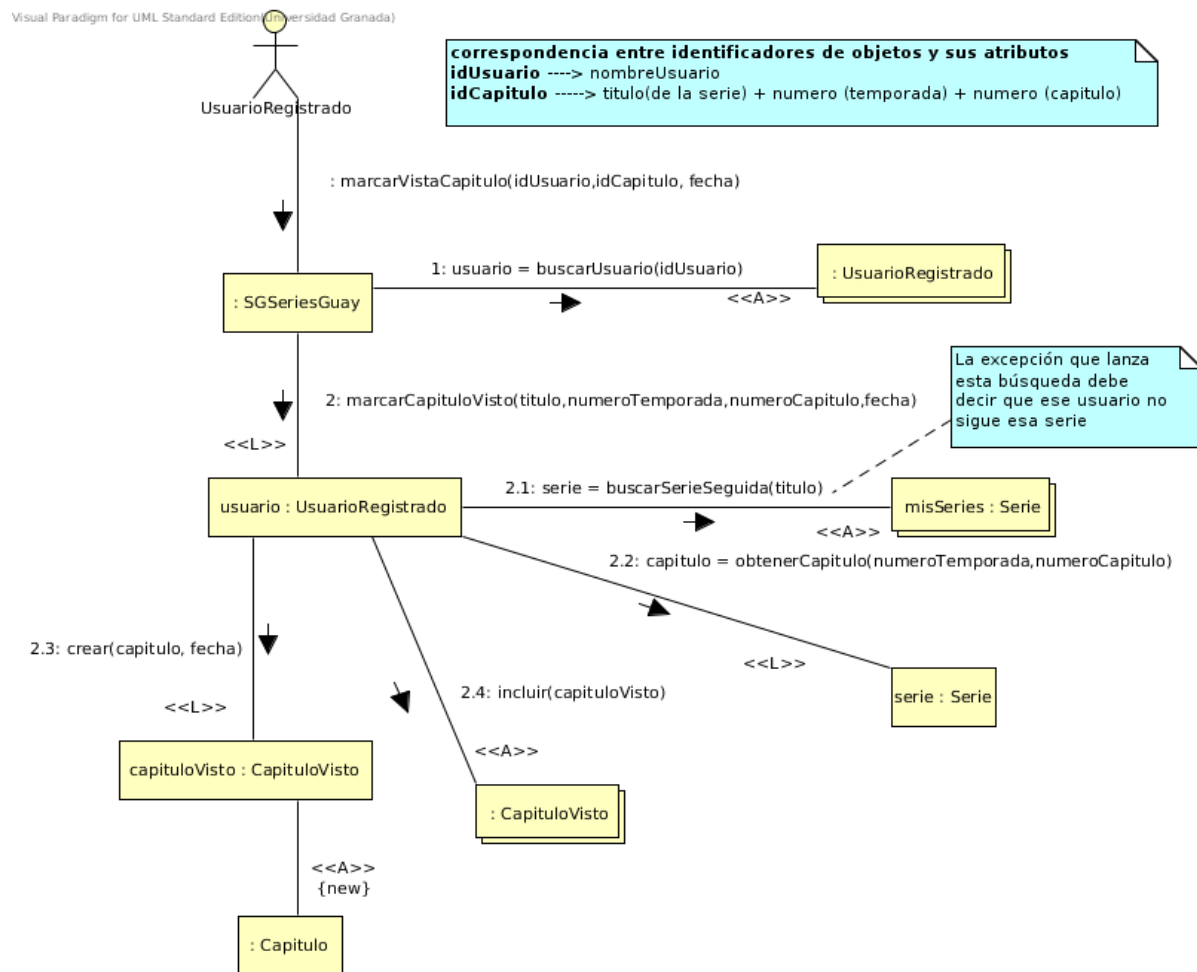 Visual Paradigm for UML Standard Edition(Universidad Granada)
correspondencia entre identificadores de objetos y sus atributos
idUsuario ----> nombreUsuario
idCapitulo -----> titulo(de la serie) + numero (temporada) + numero (capitulo)
UsuarioRegistrado
: marcarVistaCapitulo(idUsuario,idCapitulo, fecha)
1: usuario = buscarUsuario(idUsuario)
: UsuarioRegistrado
<<A>>
: SGSeriesGuay
La excepción que lanza
esta búsqueda debe
decir que ese usuario no
sigue esa serie
2: marcarCapituloVisto(titulo,numeroTemporada,numeroCapitulo,fecha)
<<L>>
2.1: serie = buscarSerieSeguida(titulo)
usuario : UsuarioRegistrado
misSeries : Serie
<<A>>
2.2: capitulo = obtenerCapitulo(numeroTemporada,numeroCapitulo)
2.3: crear(capitulo, fecha)
<<L>>
serie : Serie
2.4: incluir(capituloVisto)
<<L>>
<<A>>
capituloVisto : CapituloVisto
: CapituloVisto
<<A>>
{new}
: Capitulo